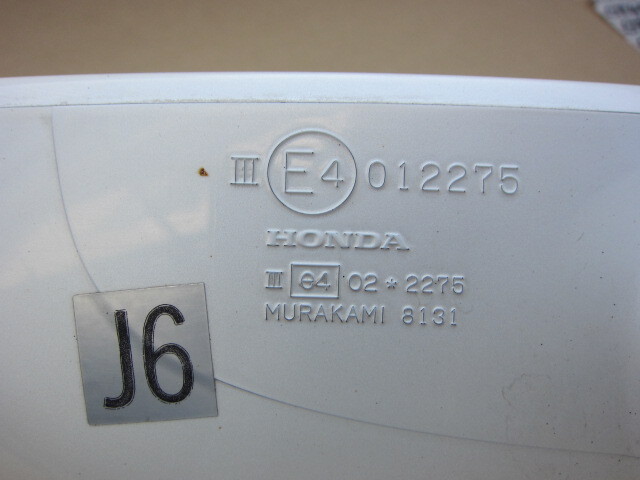 III E4 012275
HONDA
III e4 02 * 2275
MURAKAMI 8131
J6